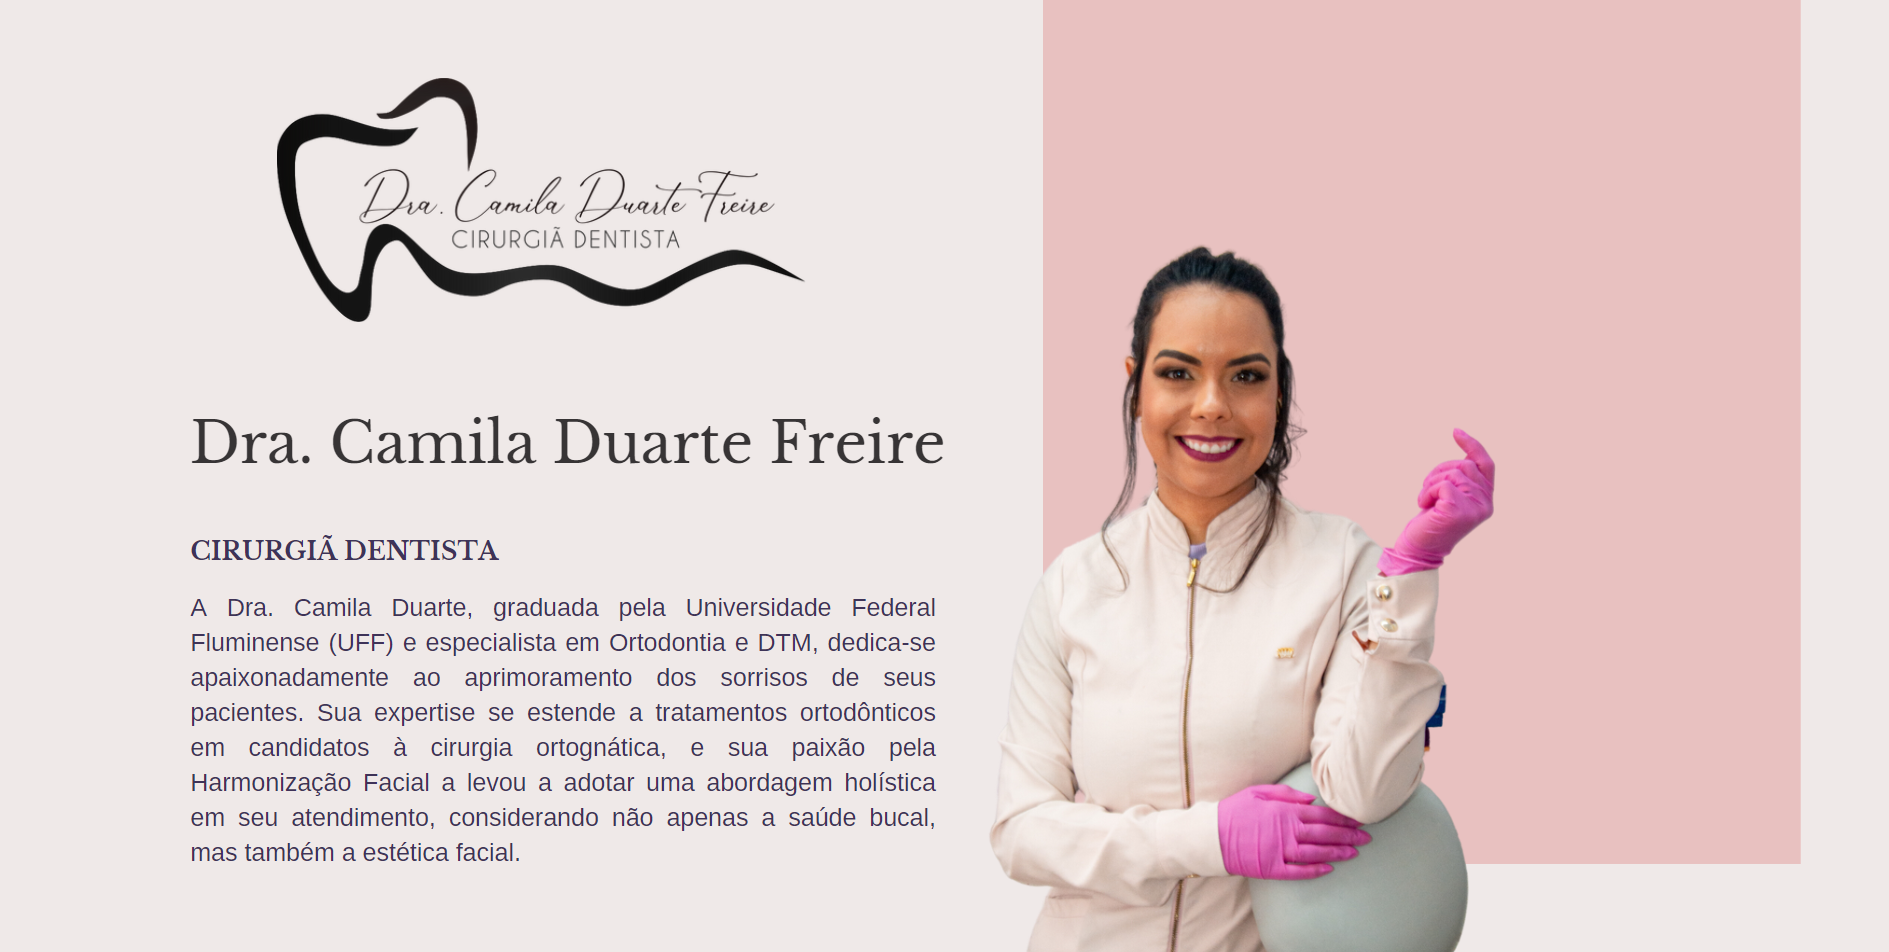 Dra. Camila Duarte Freire
CIRURGIÃ DENTISTA
Dra. Camila Duarte Freire
CIRURGIÃ DENTISTA
A Dra. Camila Duarte, graduada pela Universidade Federal
Fluminense (UFF) e especialista em Ortodontia e DTM, dedica-se
apaixonadamente ao aprimoramento dos sorrisos de seus
pacientes. Sua expertise se estende a tratamentos ortodônticos
em candidatos à cirurgia ortognática, e sua paixão pela
Harmonização Facial a levou a adotar uma abordagem holística
em seu atendimento, considerando não apenas a saúde bucal,
mas também a estética facial.